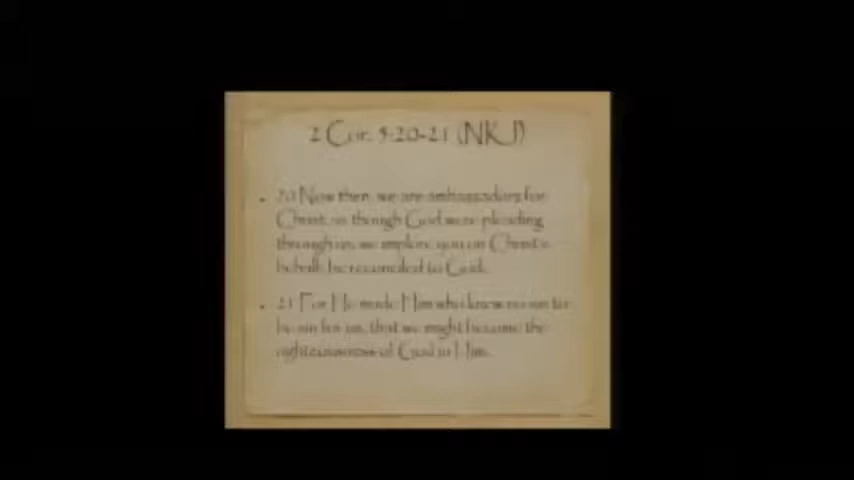 2 Cor. 5:20-21 (NKJ)
• 20 Now then, we are ambassadors for
Christ, as though God were pleading
through us: we implore you on Christ's
behalf, be reconciled to God.
• 21 For He made Him who knew no sin to
be sin for us, that we might become the
righteousness of God in Him.